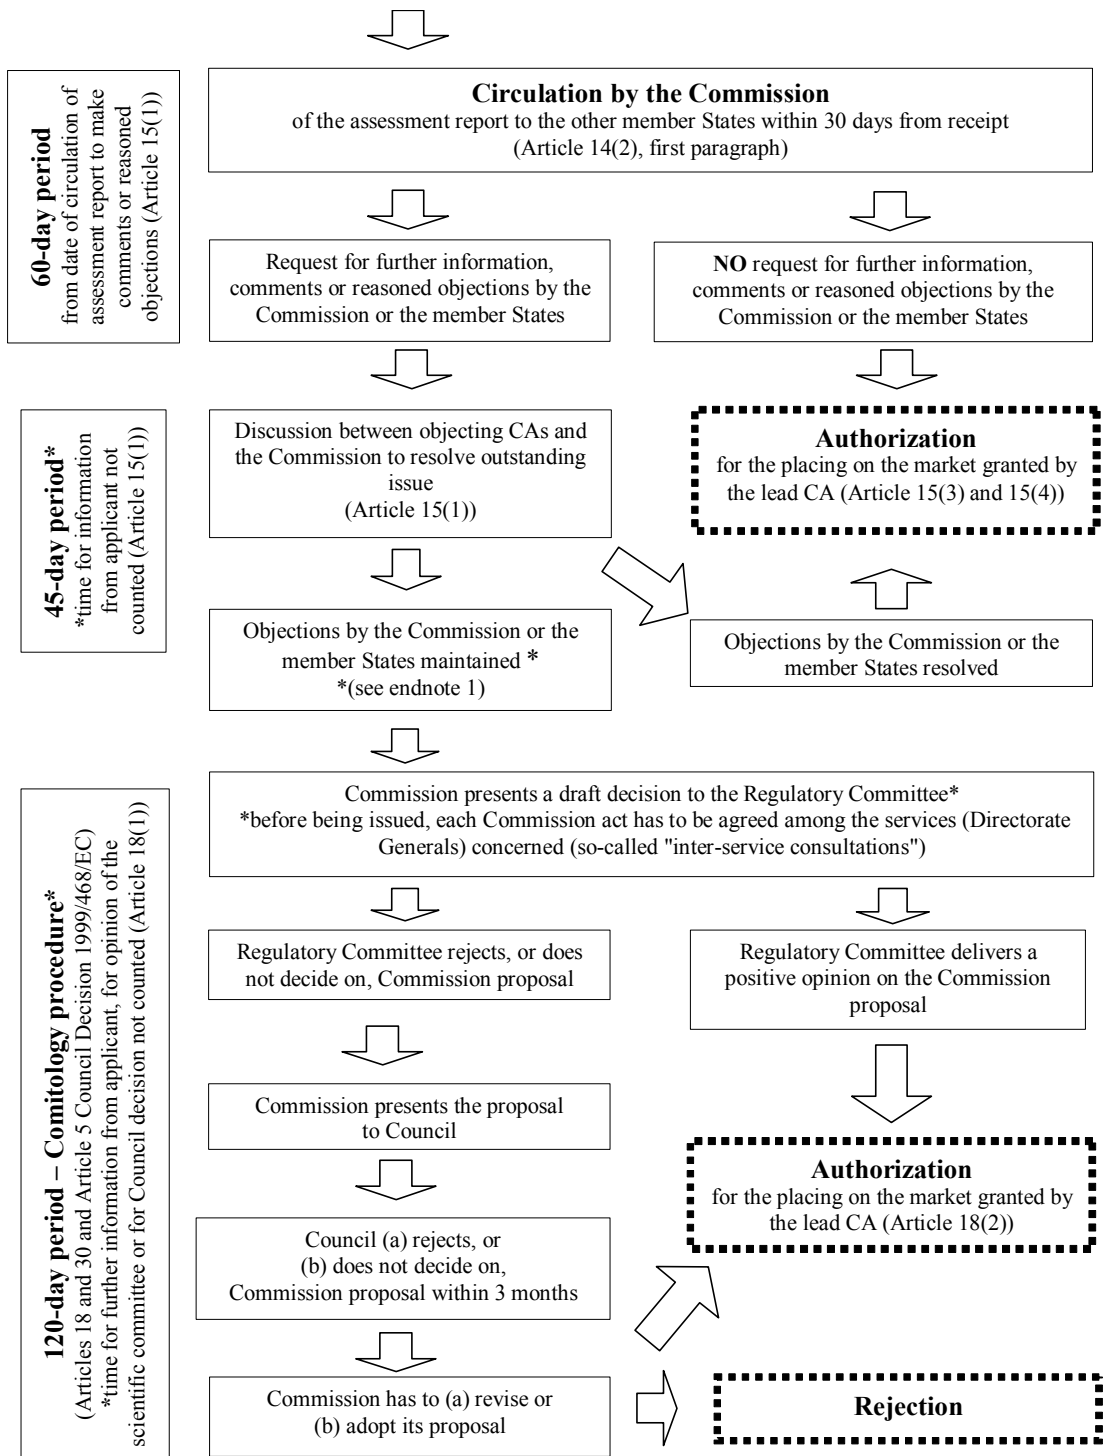 Circulation by the Commission
of the assessment report to the other member States within 30 days from receipt
(Article 14(2), first paragraph)
60-day period
from date of circulation of
assessment report to make
comments or reasoned
objections (Article 15(1))
Request for further information,
comments or reasoned objections by the
Commission or the member States
NO request for further information,
comments or reasoned objections by the
Commission or the member States
45-day period*
*time for information
from applicant not
counted (Article 15(1))
Discussion between objecting CAs and
the Commission to resolve outstanding
issue
(Article 15(1))
Authorization
for the placing on the market granted by
the lead CA (Article 15(3) and 15(4))
Objections by the Commission or the
member States maintained *
*(see endnote 1)
Objections by the Commission or the
member States resolved
120-day period – Comitology procedure*
(Articles 18 and 30 and Article 5 Council Decision 1999/468/EC)
*time for further information from applicant, for opinion of the
scientific committee or for Council decision not counted (Article 18(1))
Commission presents a draft decision to the Regulatory Committee*
*before being issued, each Commission act has to be agreed among the services (Directorate
Generals) concerned (so-called "inter-service consultations")
Regulatory Committee rejects, or does
not decide on, Commission proposal
Regulatory Committee delivers a
positive opinion on the Commission
proposal
Commission presents the proposal
to Council
Authorization
for the placing on the market granted by
the lead CA (Article 18(2))
Council (a) rejects, or
(b) does not decide on,
Commission proposal within 3 months
Commission has to (a) revise or
(b) adopt its proposal
Rejection